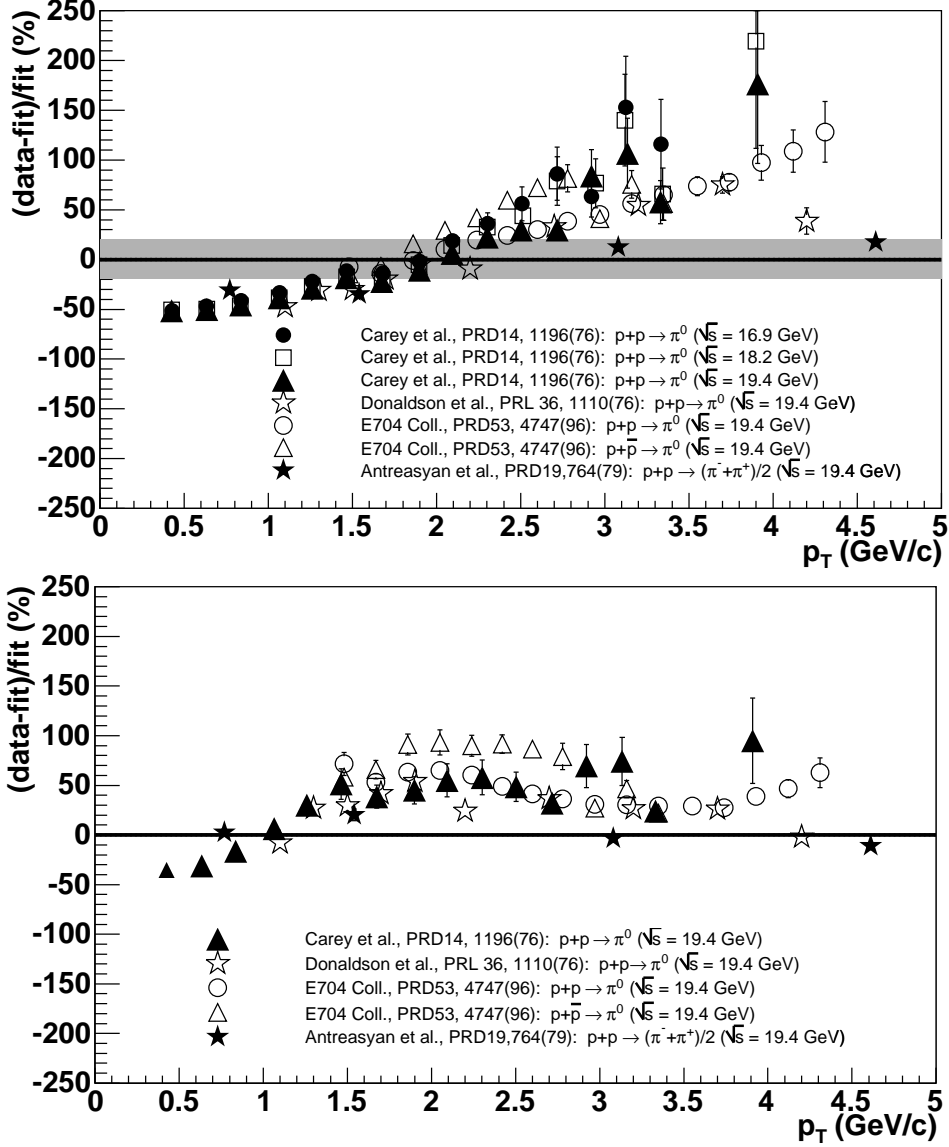 (data-fit)/fit (%)
250
200
150
100
50
0
-50
-100
-150
-200
-250
Carey et al., PRD14, 1196(76): p+p → π⁰ (√s = 16.9 GeV)
Carey et al., PRD14, 1196(76): p+p → π⁰ (√s = 18.2 GeV)
Carey et al., PRD14, 1196(76): p+p → π⁰ (√s = 19.4 GeV)
Donaldson et al., PRL 36, 1110(76): p+p → π⁰ (√s = 19.4 GeV)
E704 Coll., PRD53, 4747(96): p+p → π⁰ (√s = 19.4 GeV)
E704 Coll., PRD53, 4747(96): p+p̅ → π⁰ (√s = 19.4 GeV)
Antreasyan et al., PRD19,764(79): p+p → (π⁻+π⁺)/2 (√s = 19.4 GeV)
0 0.5 1 1.5 2 2.5 3 3.5 4 4.5 5
p_T (GeV/c)
(data-fit)/fit (%)
250
200
150
100
50
0
-50
-100
-150
-200
-250
Carey et al., PRD14, 1196(76): p+p → π⁰ (√s = 19.4 GeV)
Donaldson et al., PRL 36, 1110(76): p+p → π⁰ (√s = 19.4 GeV)
E704 Coll., PRD53, 4747(96): p+p → π⁰ (√s = 19.4 GeV)
E704 Coll., PRD53, 4747(96): p+p̅ → π⁰ (√s = 19.4 GeV)
Antreasyan et al., PRD19,764(79): p+p → (π⁻+π⁺)/2 (√s = 19.4 GeV)
0 0.5 1 1.5 2 2.5 3 3.5 4 4.5 5
p_T (GeV/c)